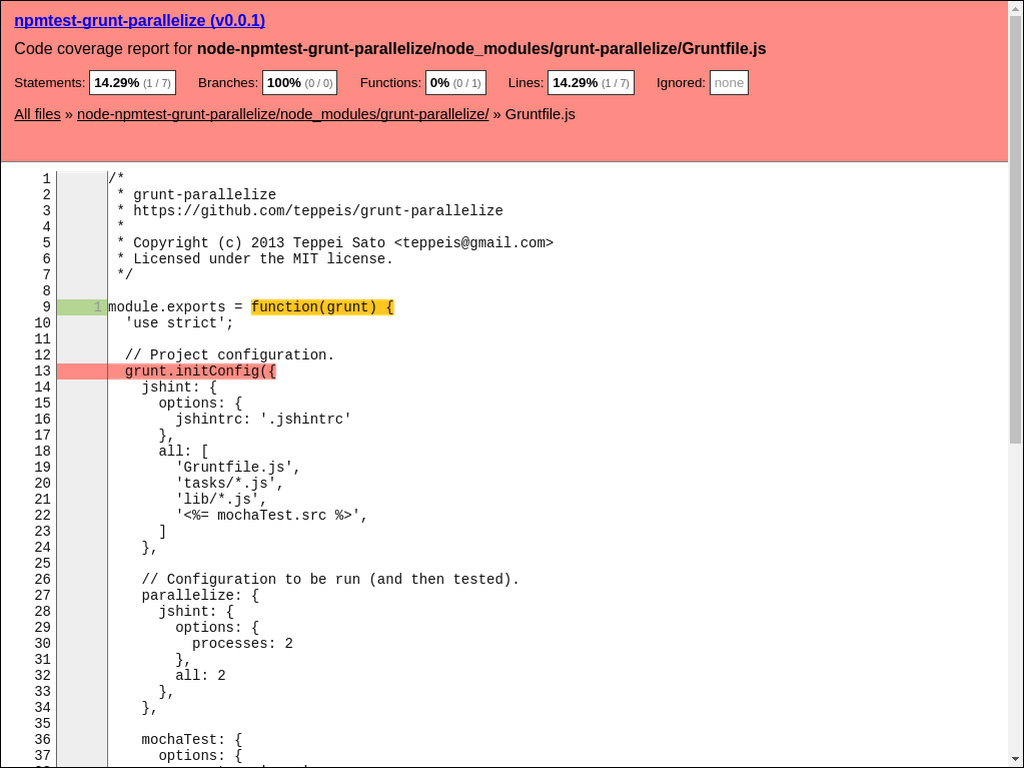 npmtest-grunt-parallelize (v0.0.1)
Code coverage report for node-npmtest-grunt-parallelize/node_modules/grunt-parallelize/Gruntfile.js
Statements: 14.29% (1 / 7) Branches: 100% (0 / 0) Functions: 0% (0 / 1) Lines: 14.29% (1 / 7) Ignored: none
All files » node-npmtest-grunt-parallelize/node_modules/grunt-parallelize/ » Gruntfile.js
1 /*
2  * grunt-parallelize
3  * https://github.com/teppeis/grunt-parallelize
4  *
5  * Copyright (c) 2013 Teppei Sato <teppeis@gmail.com>
6  * Licensed under the MIT license.
7  */
8
9 1 module.exports = function(grunt) {
10   'use strict';
11
12   // Project configuration.
13   grunt.initConfig({
14     jshint: {
15       options: {
16         jshintrc: '.jshintrc'
17       },
18       all: [
19         'Gruntfile.js',
20         'tasks/*.js',
21         'lib/*.js',
22         '<%= mochaTest.src %>',
23       ]
24     },
25
26     // Configuration to be run (and then tested).
27     parallelize: {
28       jshint: {
29         options: {
30           processes: 2
31         },
32         all: 2
33       },
34     },
35
36     mochaTest: {
37       options: {